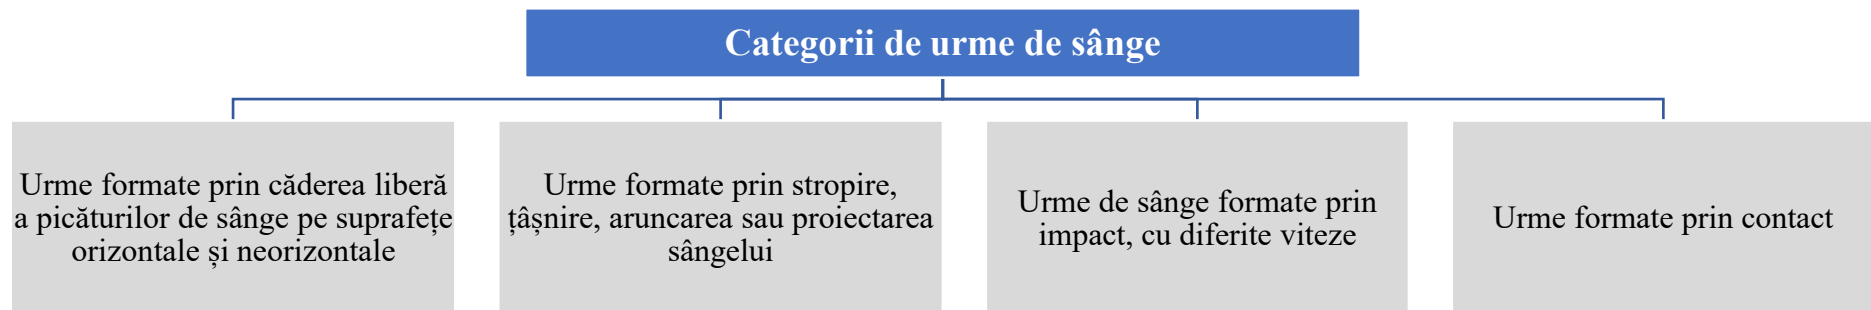 Categorii de urme de sânge
Urme formate prin căderea liberă
a picăturilor de sânge pe suprafețe
orizontale și neorizontale
Urme formate prin stropire,
țâșnire, aruncarea sau proiectarea
sângelui
Urme de sânge formate prin
impact, cu diferite viteze
Urme formate prin contact